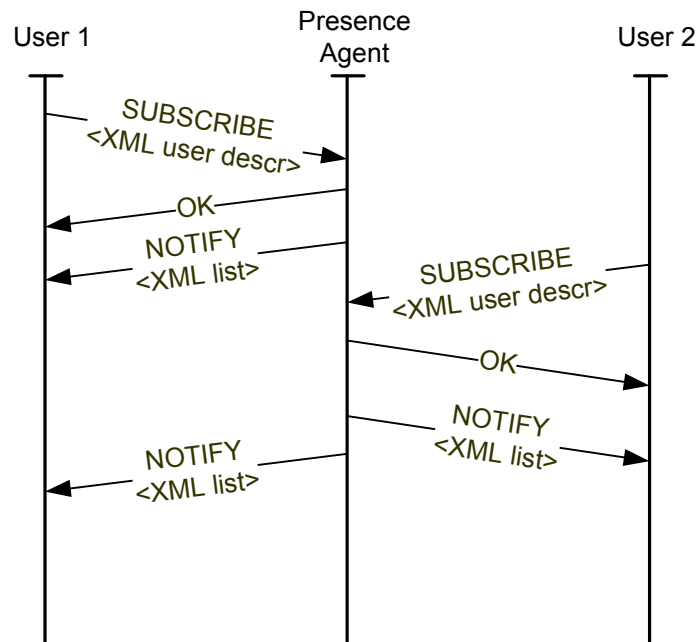 User 1
Presence
Agent
User 2
SUBSCRIBE
<XML user descr>
OK
NOTIFY
<XML list>
SUBSCRIBE
<XML user descr>
OK
NOTIFY
<XML list>
NOTIFY
<XML list>